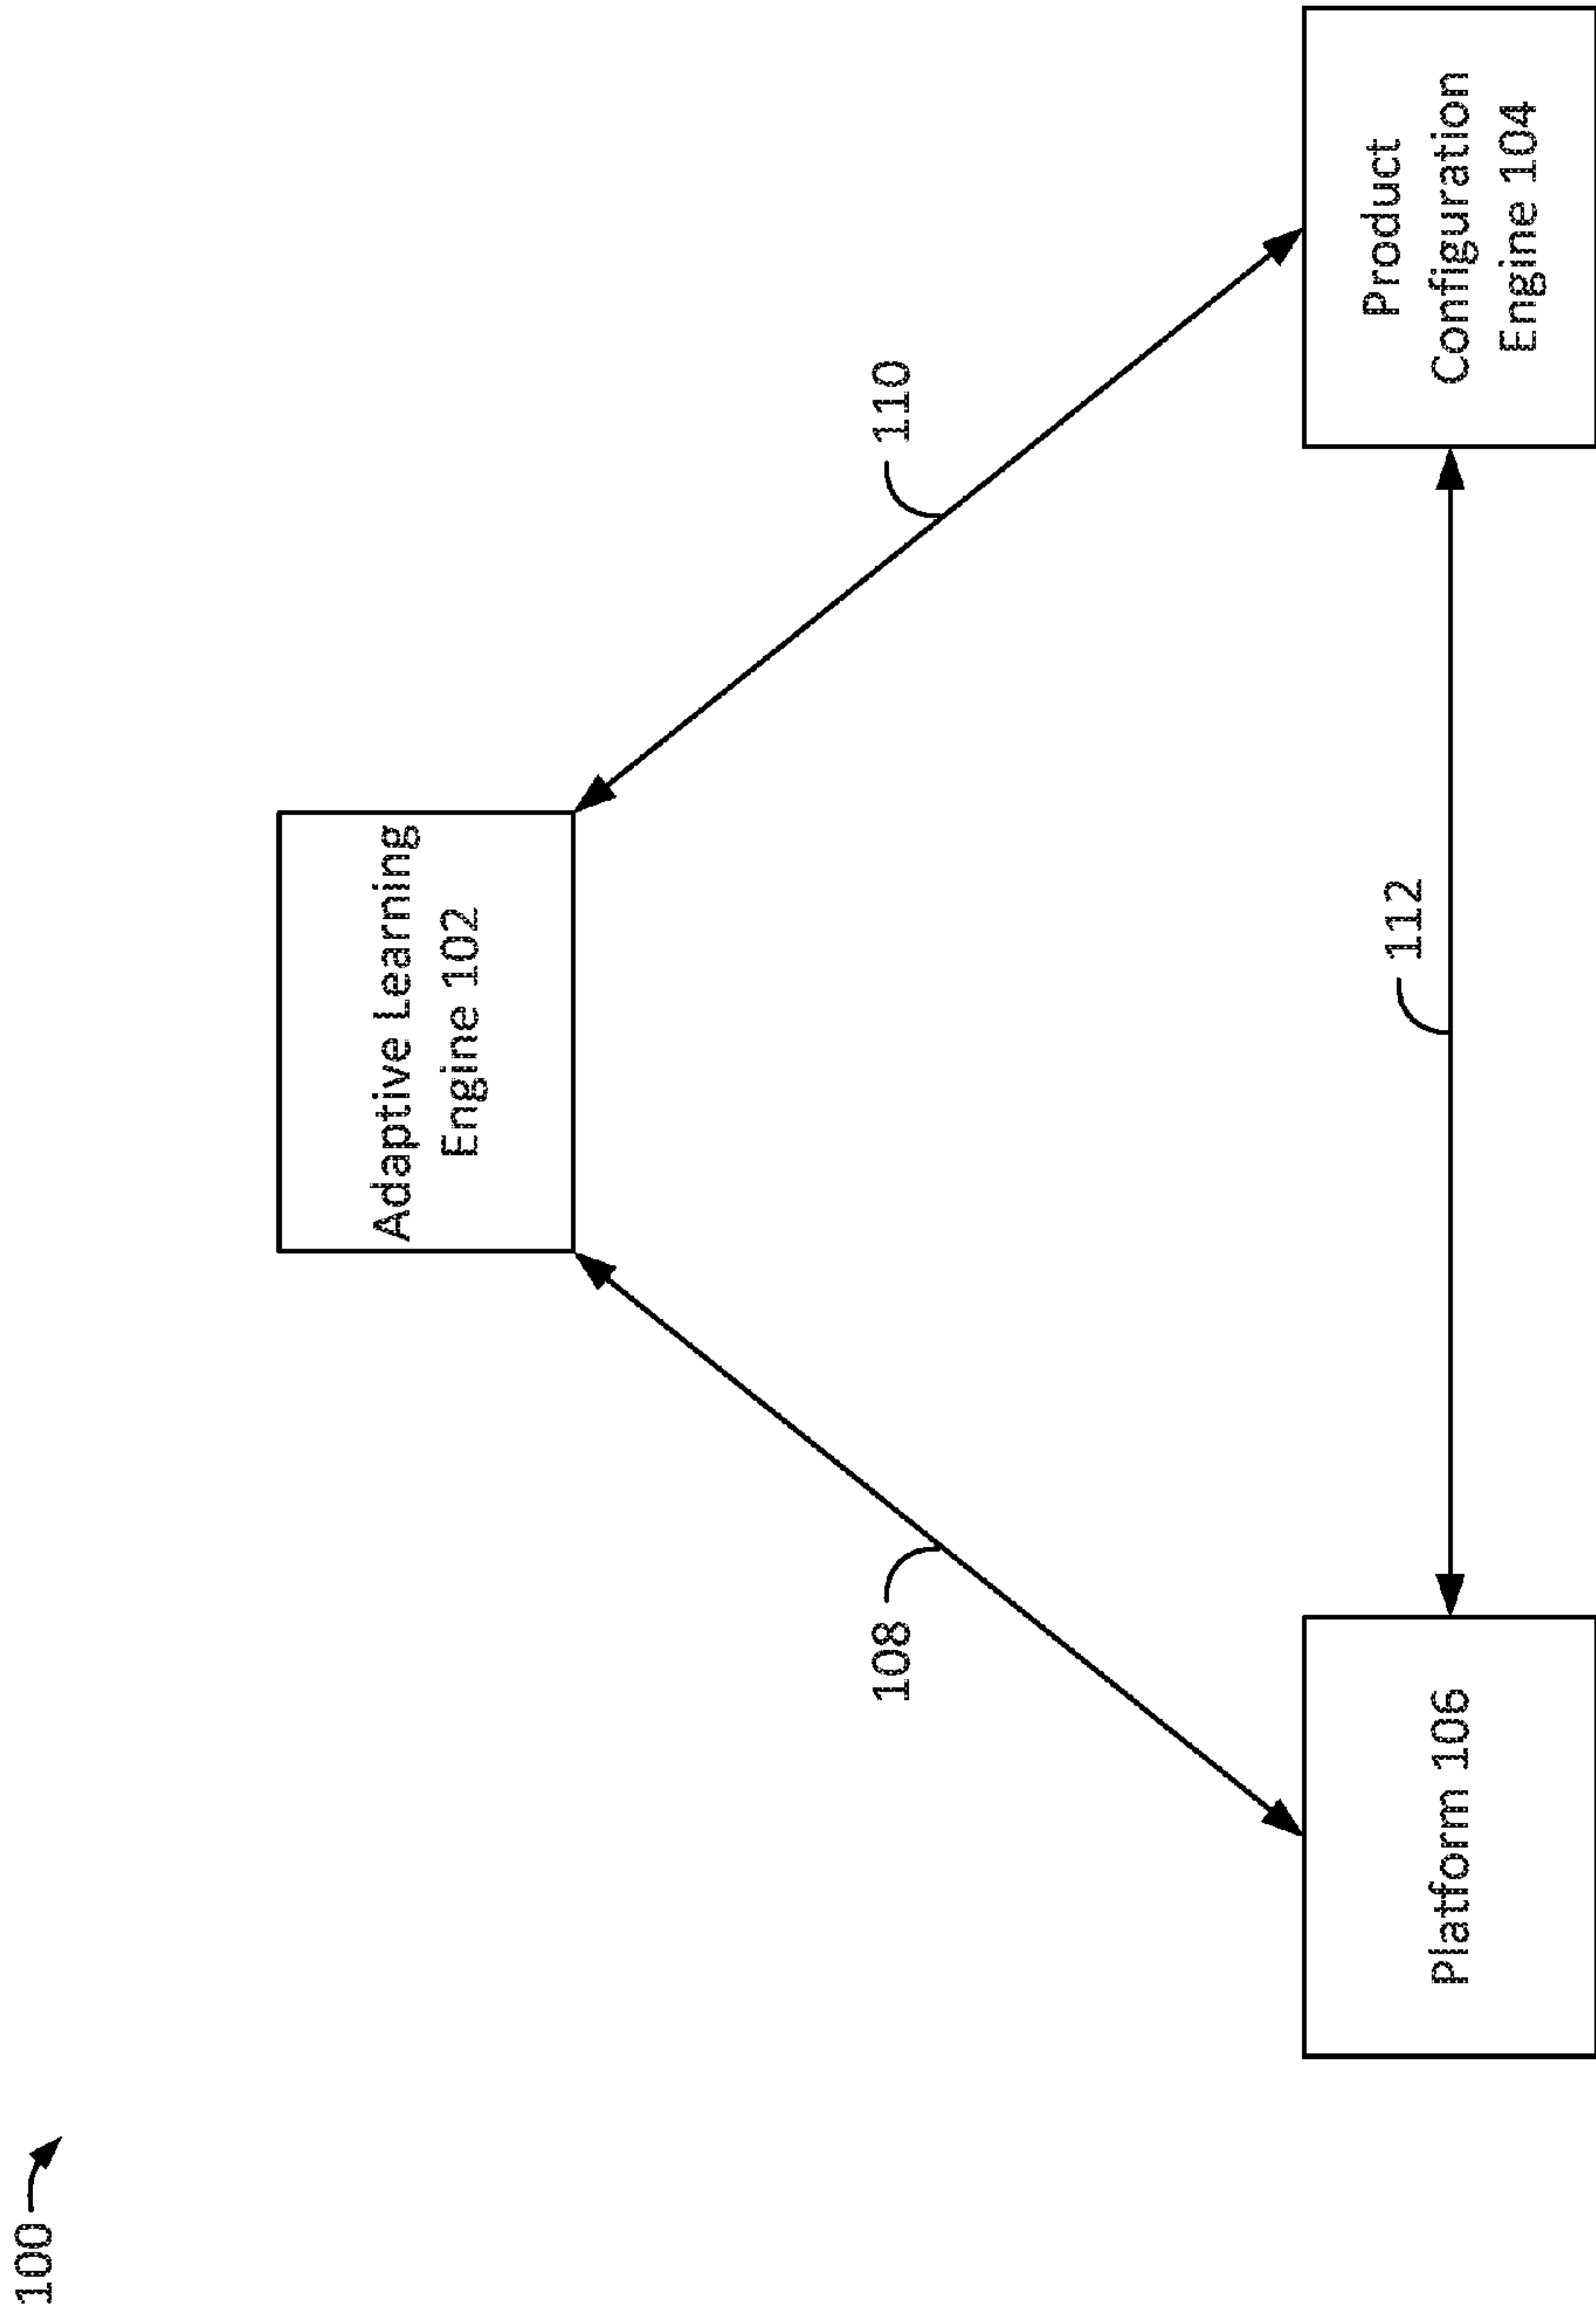 100
Adaptive Learning
Engine 102
108
110
112
Platform 106
Product
Configuration
Engine 104